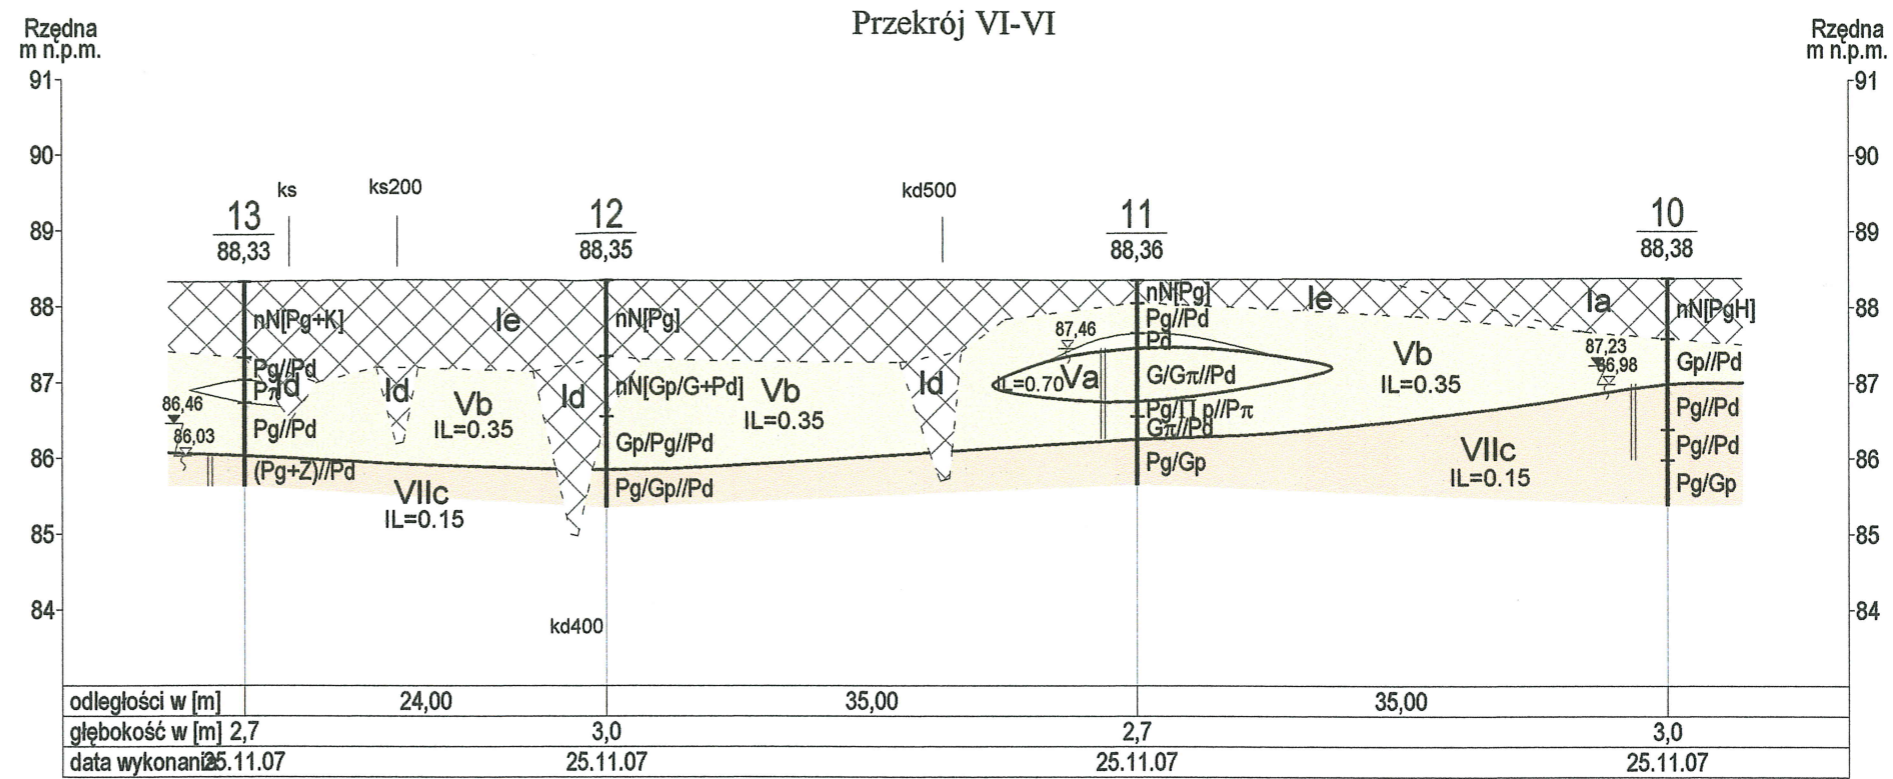 Przekrój VI-VI
Rzędna
m n.p.m.
Rzędna
m n.p.m.
91
91
90
90
ks
ks200
kd500
13
12
11
10
89
89
88,33
88,35
88,36
88,38
88
88
nN[Pg+K]
Ie
nN[Pg]
nN[Pg]
Ie
Ia
nN[PgH]
Pg//Pd
87,46
Pd
87,23
86,98
Pg//Pd
Vb
IL=0.35
Gp//Pd
87
87
Pπ
Id
Id
Id
nN[Gp/G+Pd]
Vb
IL=0.35
Id
IL=0.70
Va
G/Gπ//Pd
86,46
Vb
IL=0.35
Pg/Π p//Pπ
Gπ//Pd
Pg//Pd
86,03
Pg//Pd
Gp/Pg//Pd
VIIc
IL=0.15
Pg//Pd
86
86
(Pg+Z)//Pd
VIIc
IL=0.15
Pg/Gp//Pd
Pg/Gp
Pg/Gp
85
85
84
84
kd400
odległości w [m] 24,00 35,00 35,00
głębokość w [m] 2,7 3,0 2,7 3,0
data wykonania 25.11.07 25.11.07 25.11.07 25.11.07